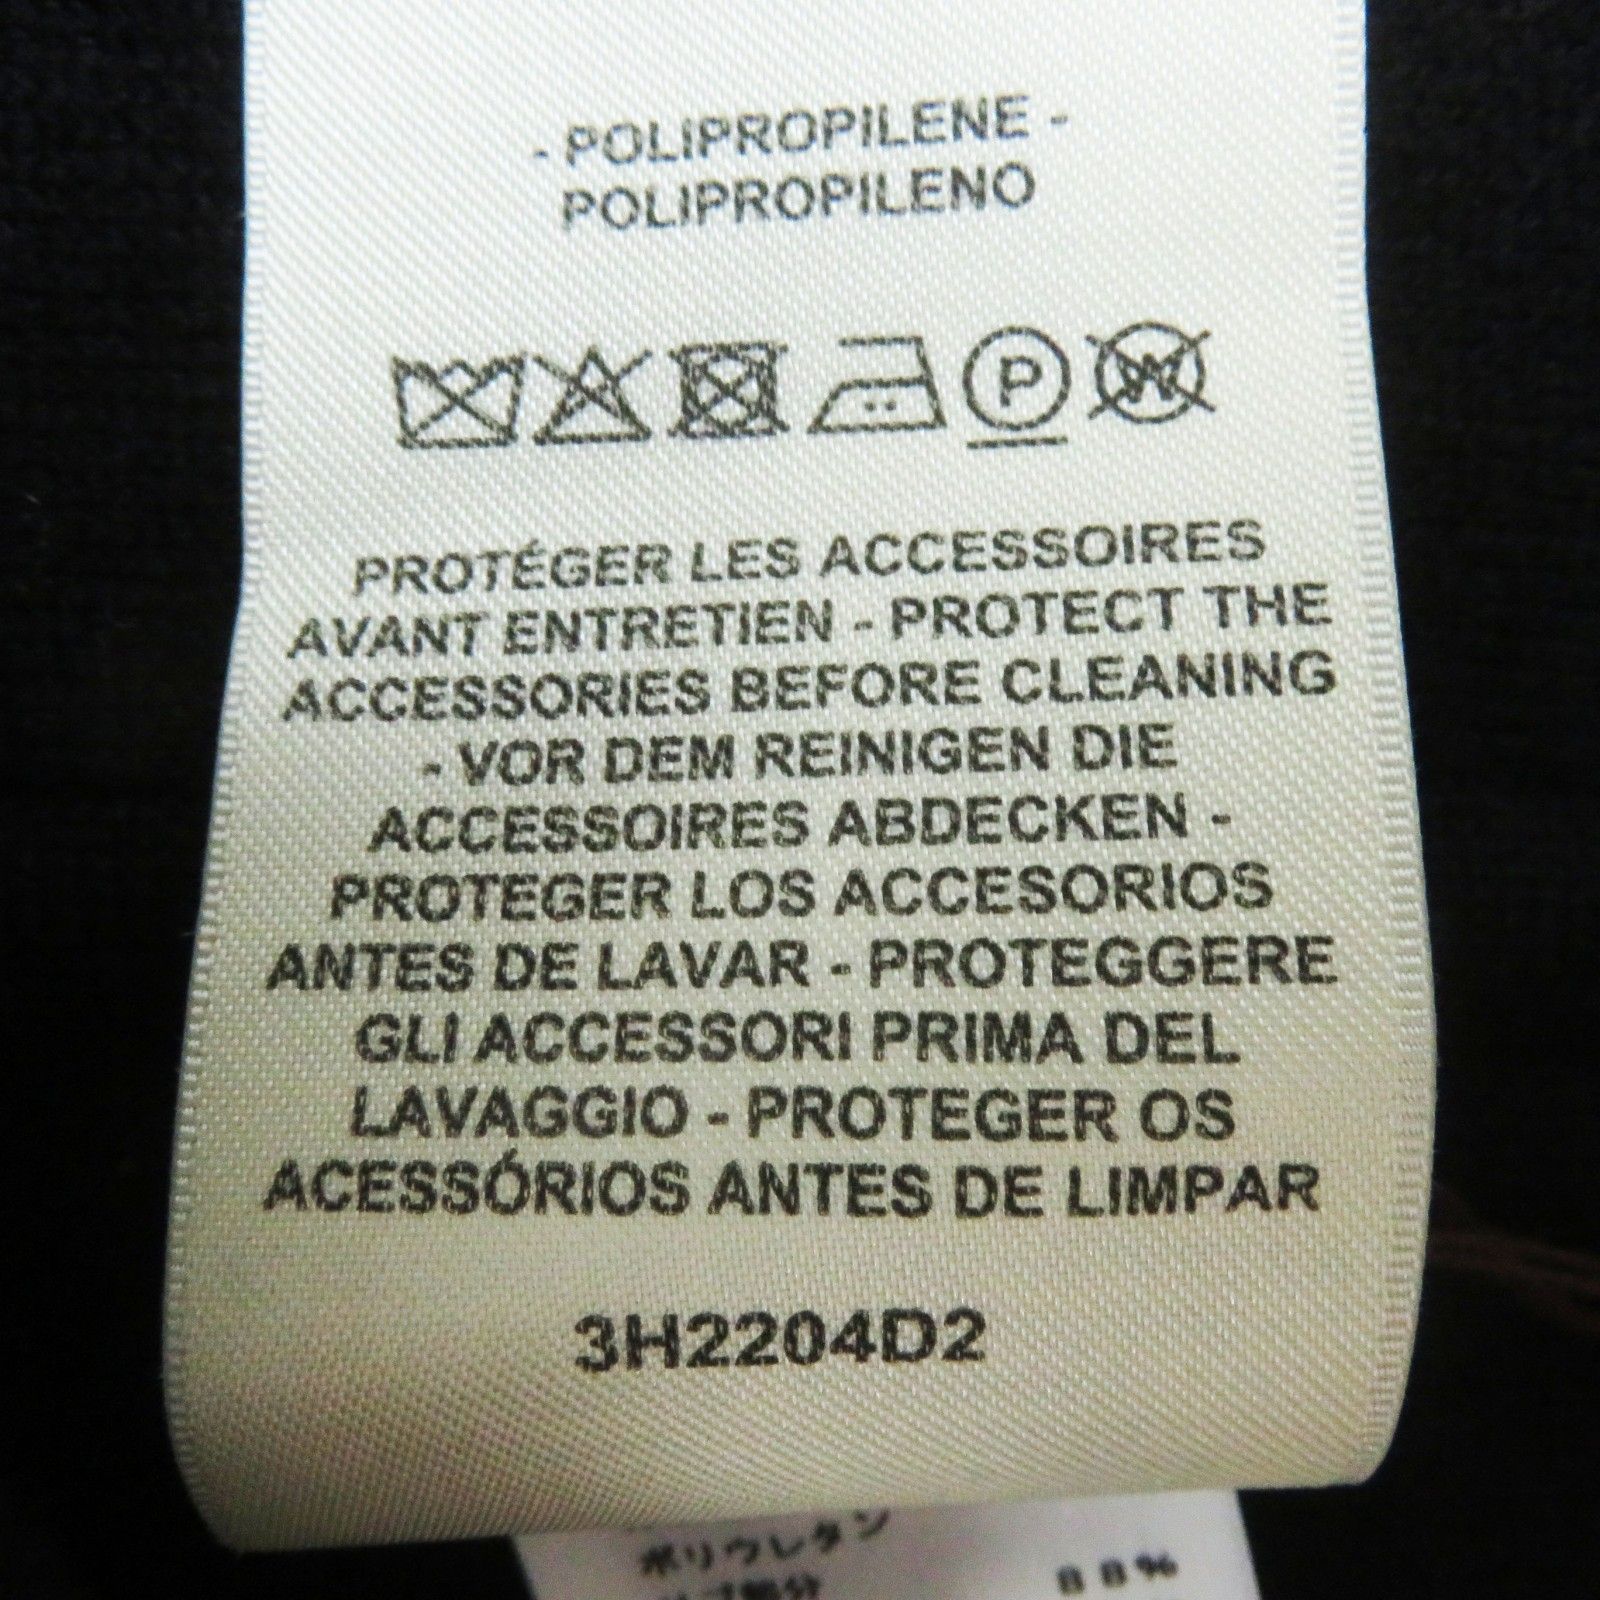 - POLIPROPILENE -
POLIPROPILENO
P
W
PROTÉGER LES ACCESSOIRES
AVANT ENTRETIEN - PROTECT THE
ACCESSORIES BEFORE CLEANING
- VOR DEM REINIGEN DIE
ACCESSOIRES ABDECKEN -
PROTEGER LOS ACCESORIOS
ANTES DE LAVAR - PROTEGGERE
GLI ACCESSORI PRIMA DEL
LAVAGGIO - PROTEGER OS
ACESSÓRIOS ANTES DE LIMPAR
3H2204D2
ポリウレタン
88%